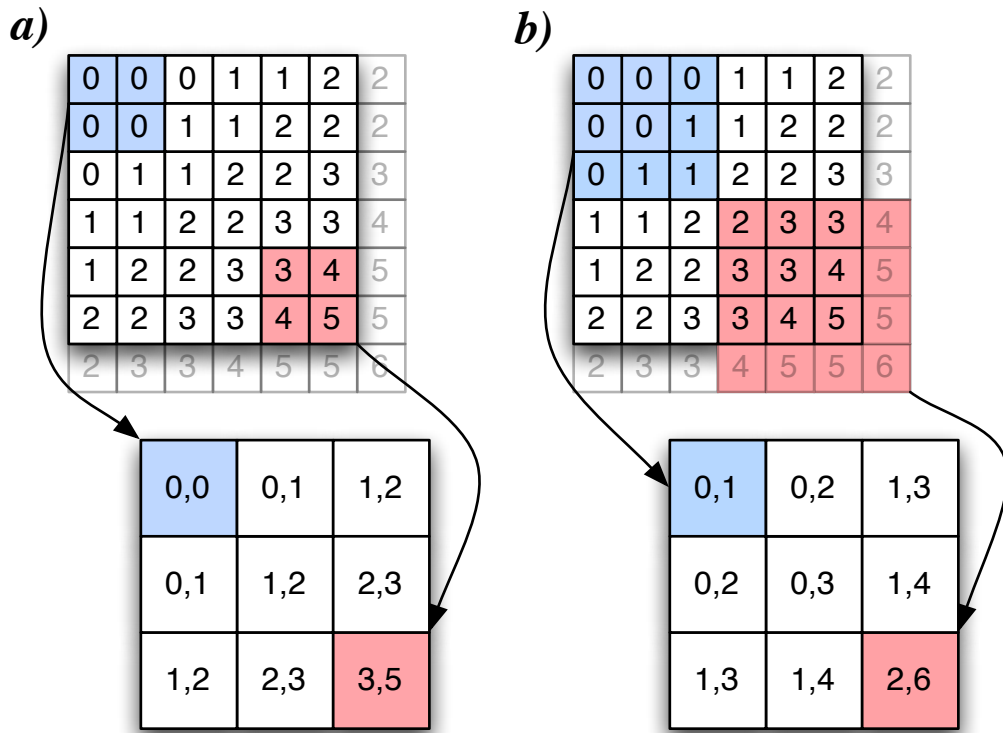 a) b)
0 0 0 1 1 2 2 0 0 0 1 1 2 2
0 0 1 1 2 2 2 0 0 1 1 2 2 2
0 1 1 2 2 3 3 0 1 1 2 2 3 3
1 1 2 2 3 3 4 1 1 2 2 3 3 4
1 2 2 3 3 4 5 1 2 2 3 3 4 5
2 2 3 3 4 5 5 2 2 3 3 4 5 5
2 3 3 4 5 5 6 2 3 3 4 5 5 6
0,0 0,1 1,2 0,1 0,2 1,3
0,1 1,2 2,3 0,2 0,3 1,4
1,2 2,3 3,5 1,3 1,4 2,6